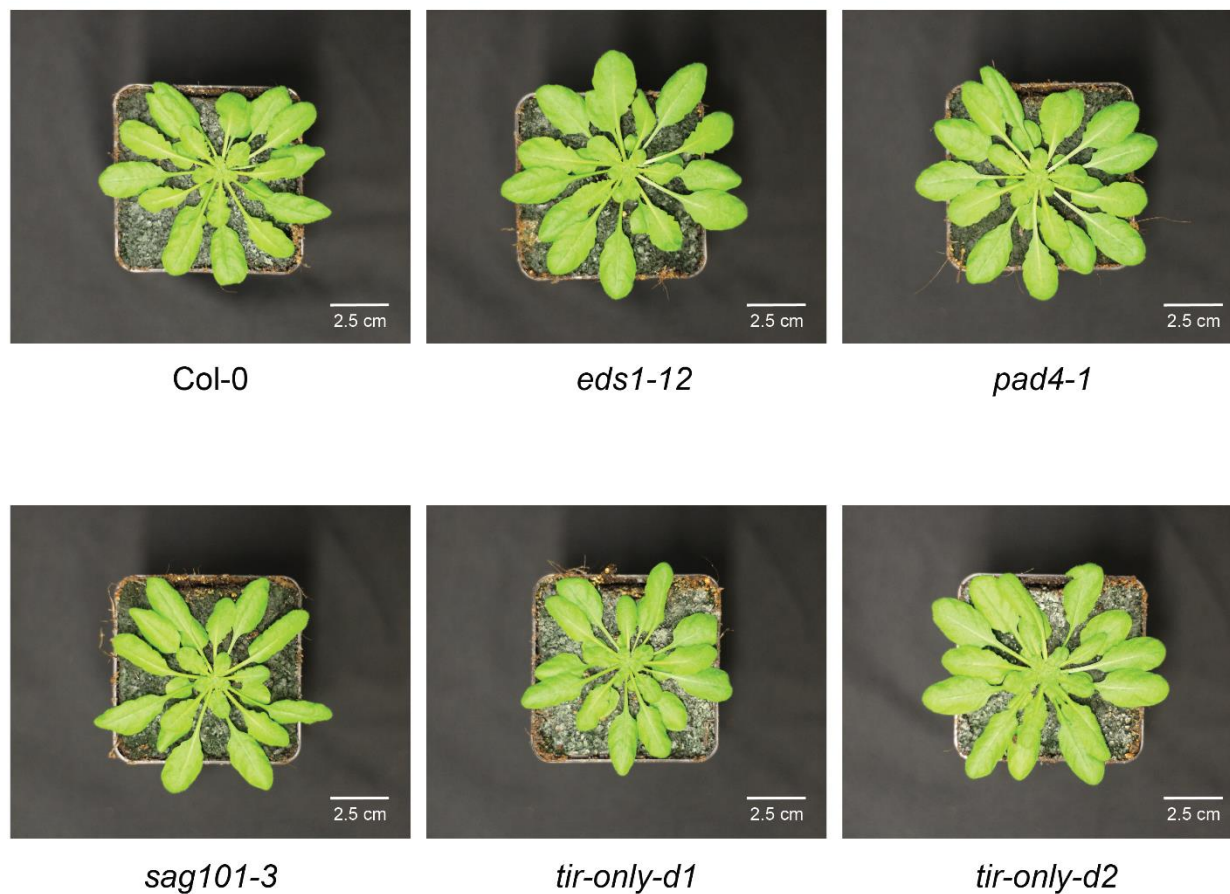 2.5 cm
2.5 cm
2.5 cm
Col-0
eds1-12
pad4-1
2.5 cm
2.5 cm
2.5 cm
sag101-3
tir-only-d1
tir-only-d2